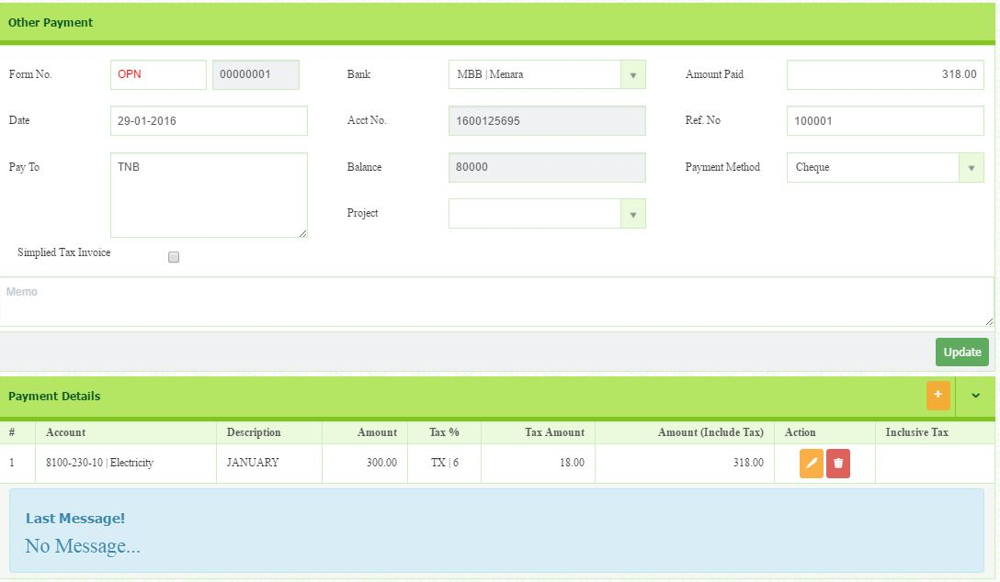 Other Payment
Form No. OPN 00000001 Bank MBB | Menara Amount Paid 318.00
Date 29-01-2016 Acct No. 1600125695 Ref. No 100001
Pay To TNB Balance 80000 Payment Method Cheque
Project
Simplied Tax Invoice
Memo
Update
Payment Details +
# Account Description Amount Tax % Tax Amount Amount (Include Tax) Action Inclusive Tax
1 8100-230-10 | Electricity JANUARY 300.00 TX | 6 18.00 318.00
Last Message!
No Message...